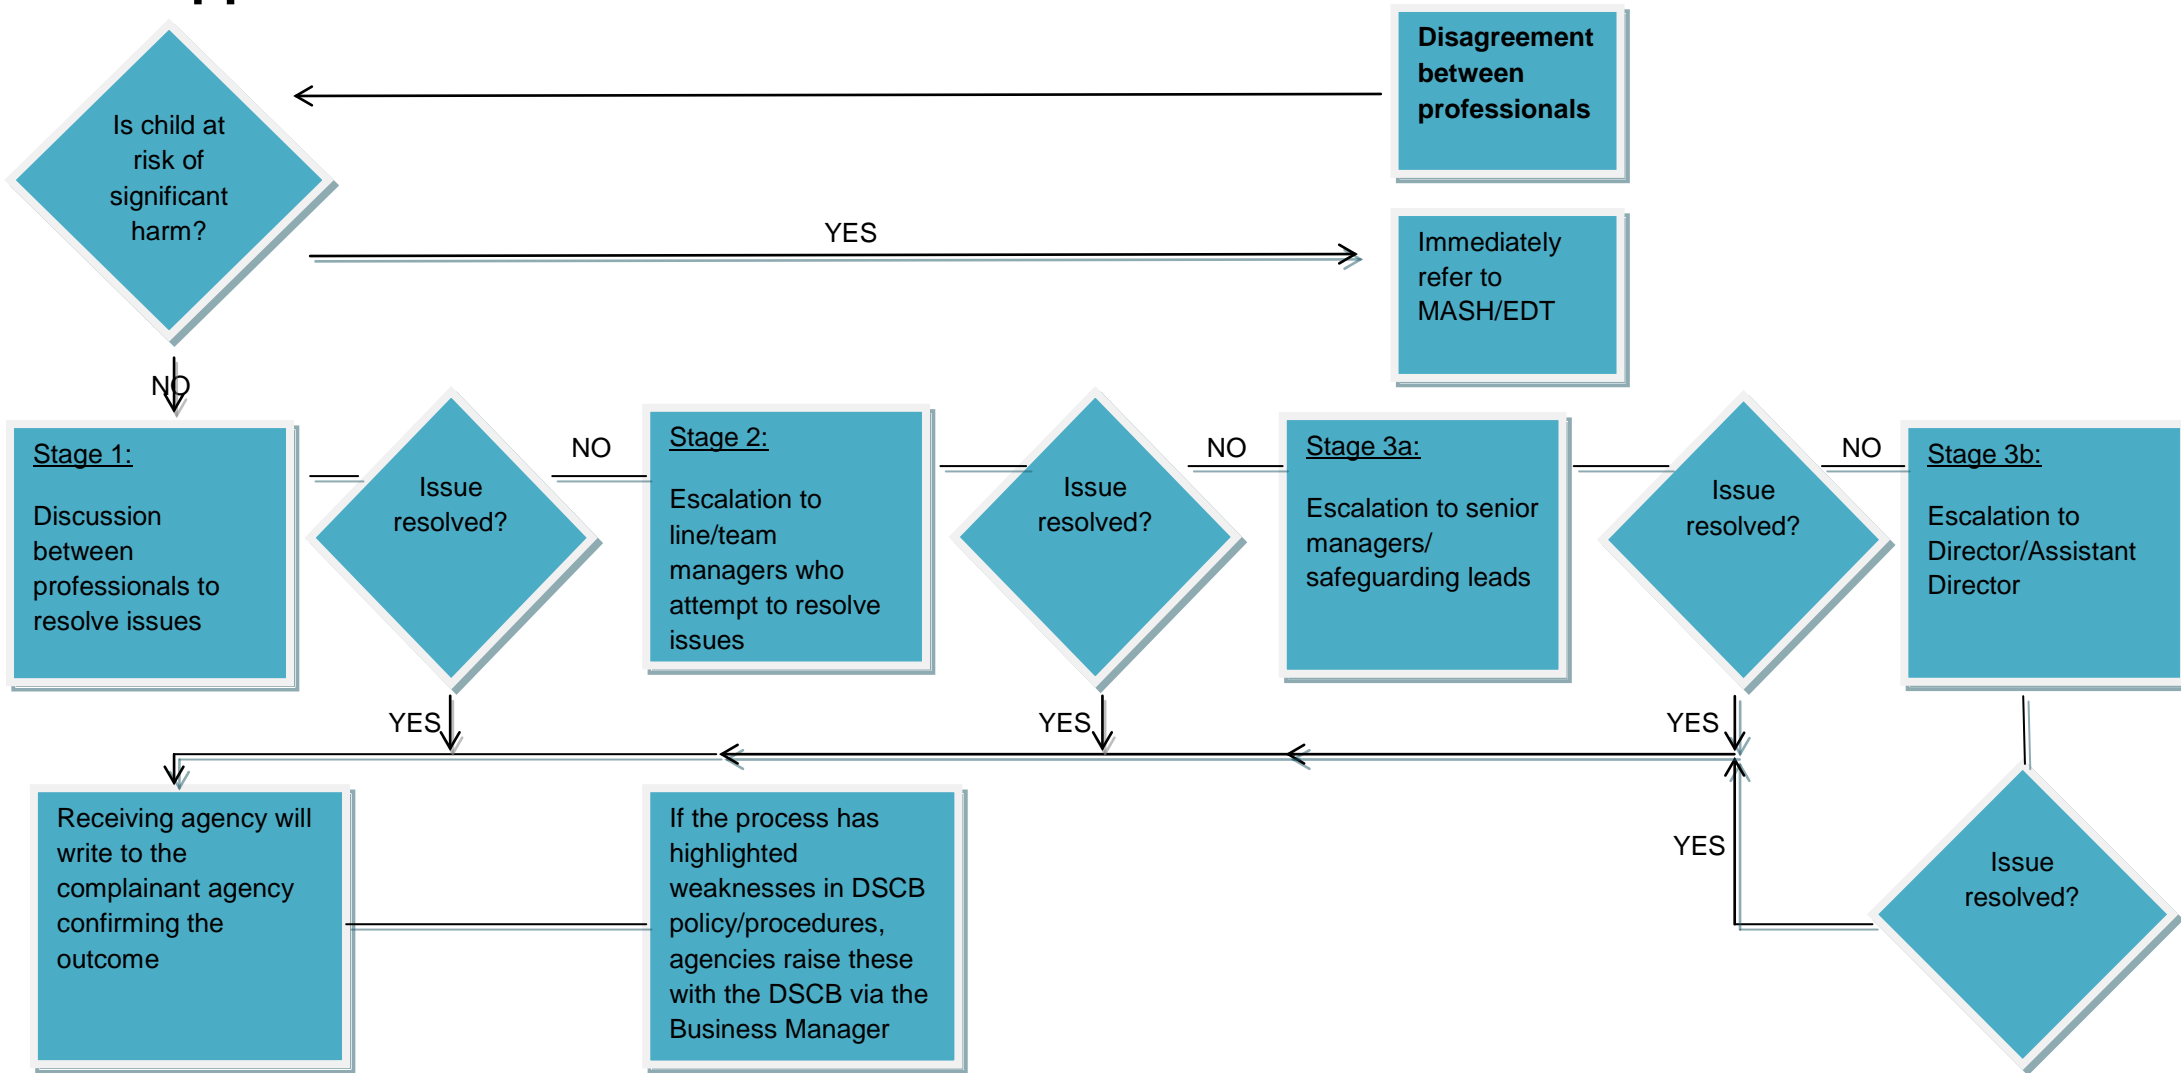 Disagreement
between
professionals
Is child at
risk of
significant
harm?
YES
Immediately
refer to
MASH/EDT
NO
Stage 1:
Discussion
between
professionals to
resolve issues
Issue
resolved?
NO
Stage 2:
Escalation to
line/team
managers who
attempt to resolve
issues
Issue
resolved?
NO
Stage 3a:
Escalation to senior
managers/
safeguarding leads
Issue
resolved?
NO
Stage 3b:
Escalation to
Director/Assistant
Director
YES
YES
YES
Receiving agency will
write to the
complainant agency
confirming the
outcome
If the process has
highlighted
weaknesses in DSCB
policy/procedures,
agencies raise these
with the DSCB via the
Business Manager
YES
Issue
resolved?